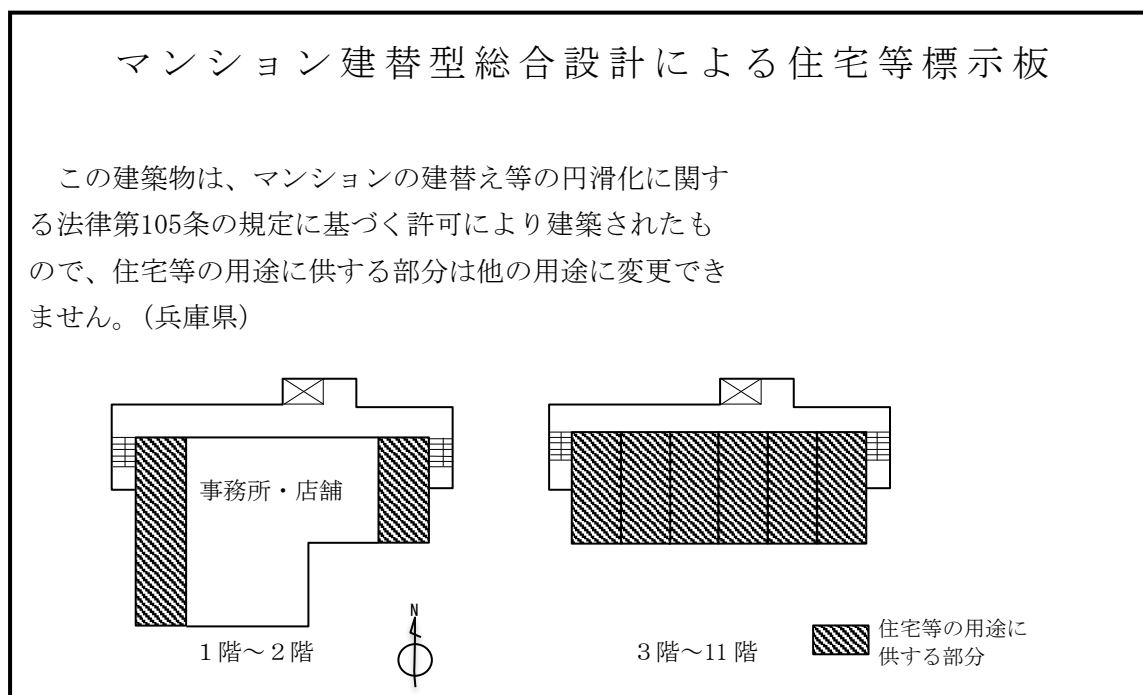 マンション建替型総合設計による住宅等標示板
この建築物は、マンションの建替え等の円滑化に関す
る法律第105条の規定に基づく許可により建築されたも
ので、住宅等の用途に供する部分は他の用途に変更でき
ません。（兵庫県）
事務所・店舗
N
１階～２階
３階～11階
住宅等の用途に
供する部分